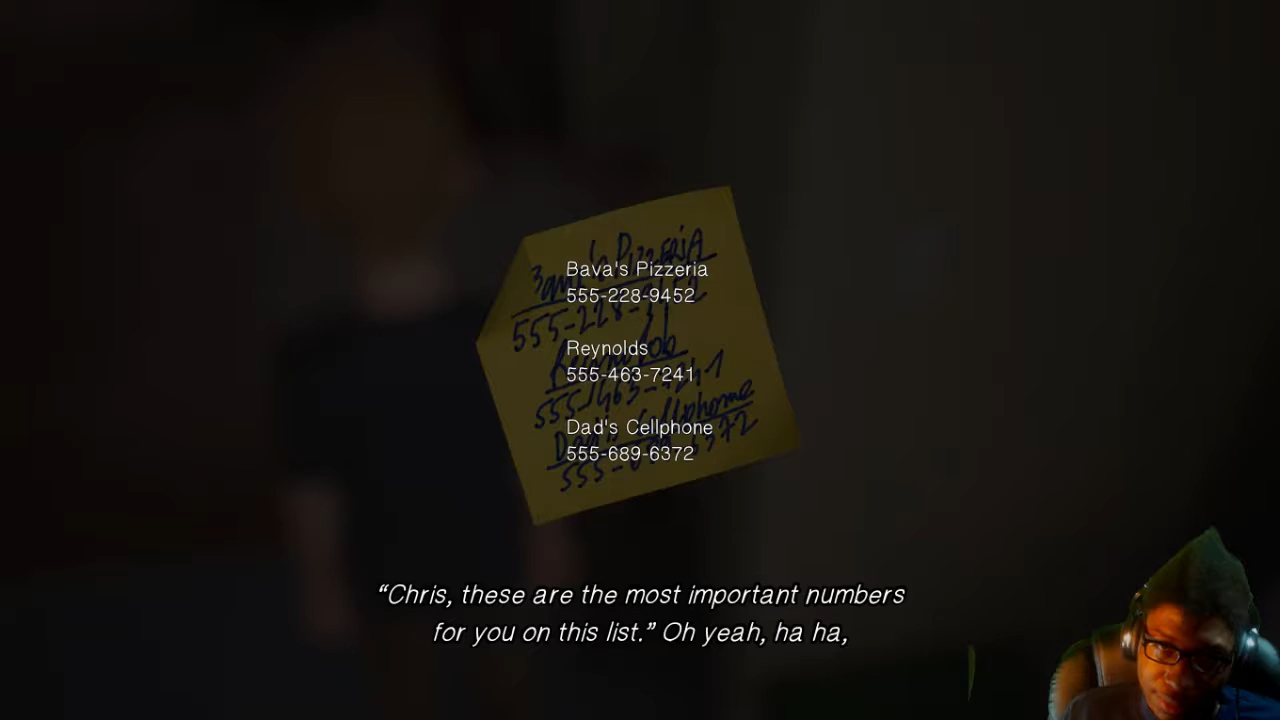 Bava's Pizzeria
555-228-9452
Reynolds
555-463-7241
Dad's Cellphone
555-689-6372
“Chris, these are the most important numbers
for you on this list.” Oh yeah, ha ha,